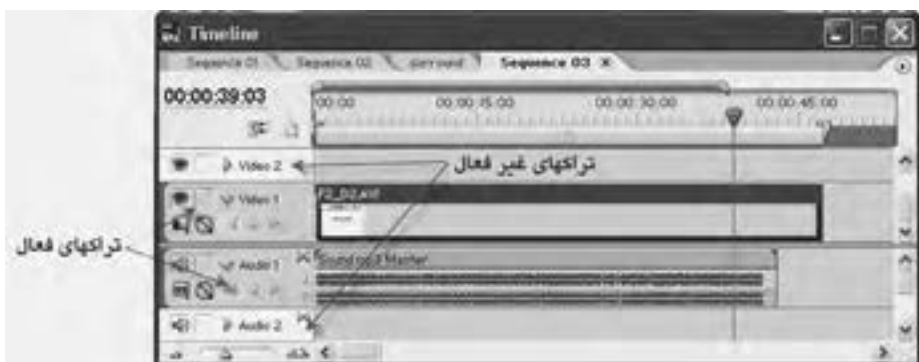 Timeline
Sequence 01 Sequence 02 surround Sequence 03 ×
00:00:39:03
00:00 00:00:15:00 00:00:30:00 00:00:45:00
Video 2
تراکهای غیر فعال
Video 1
تراکهای فعال
Audio 1
Audio 2